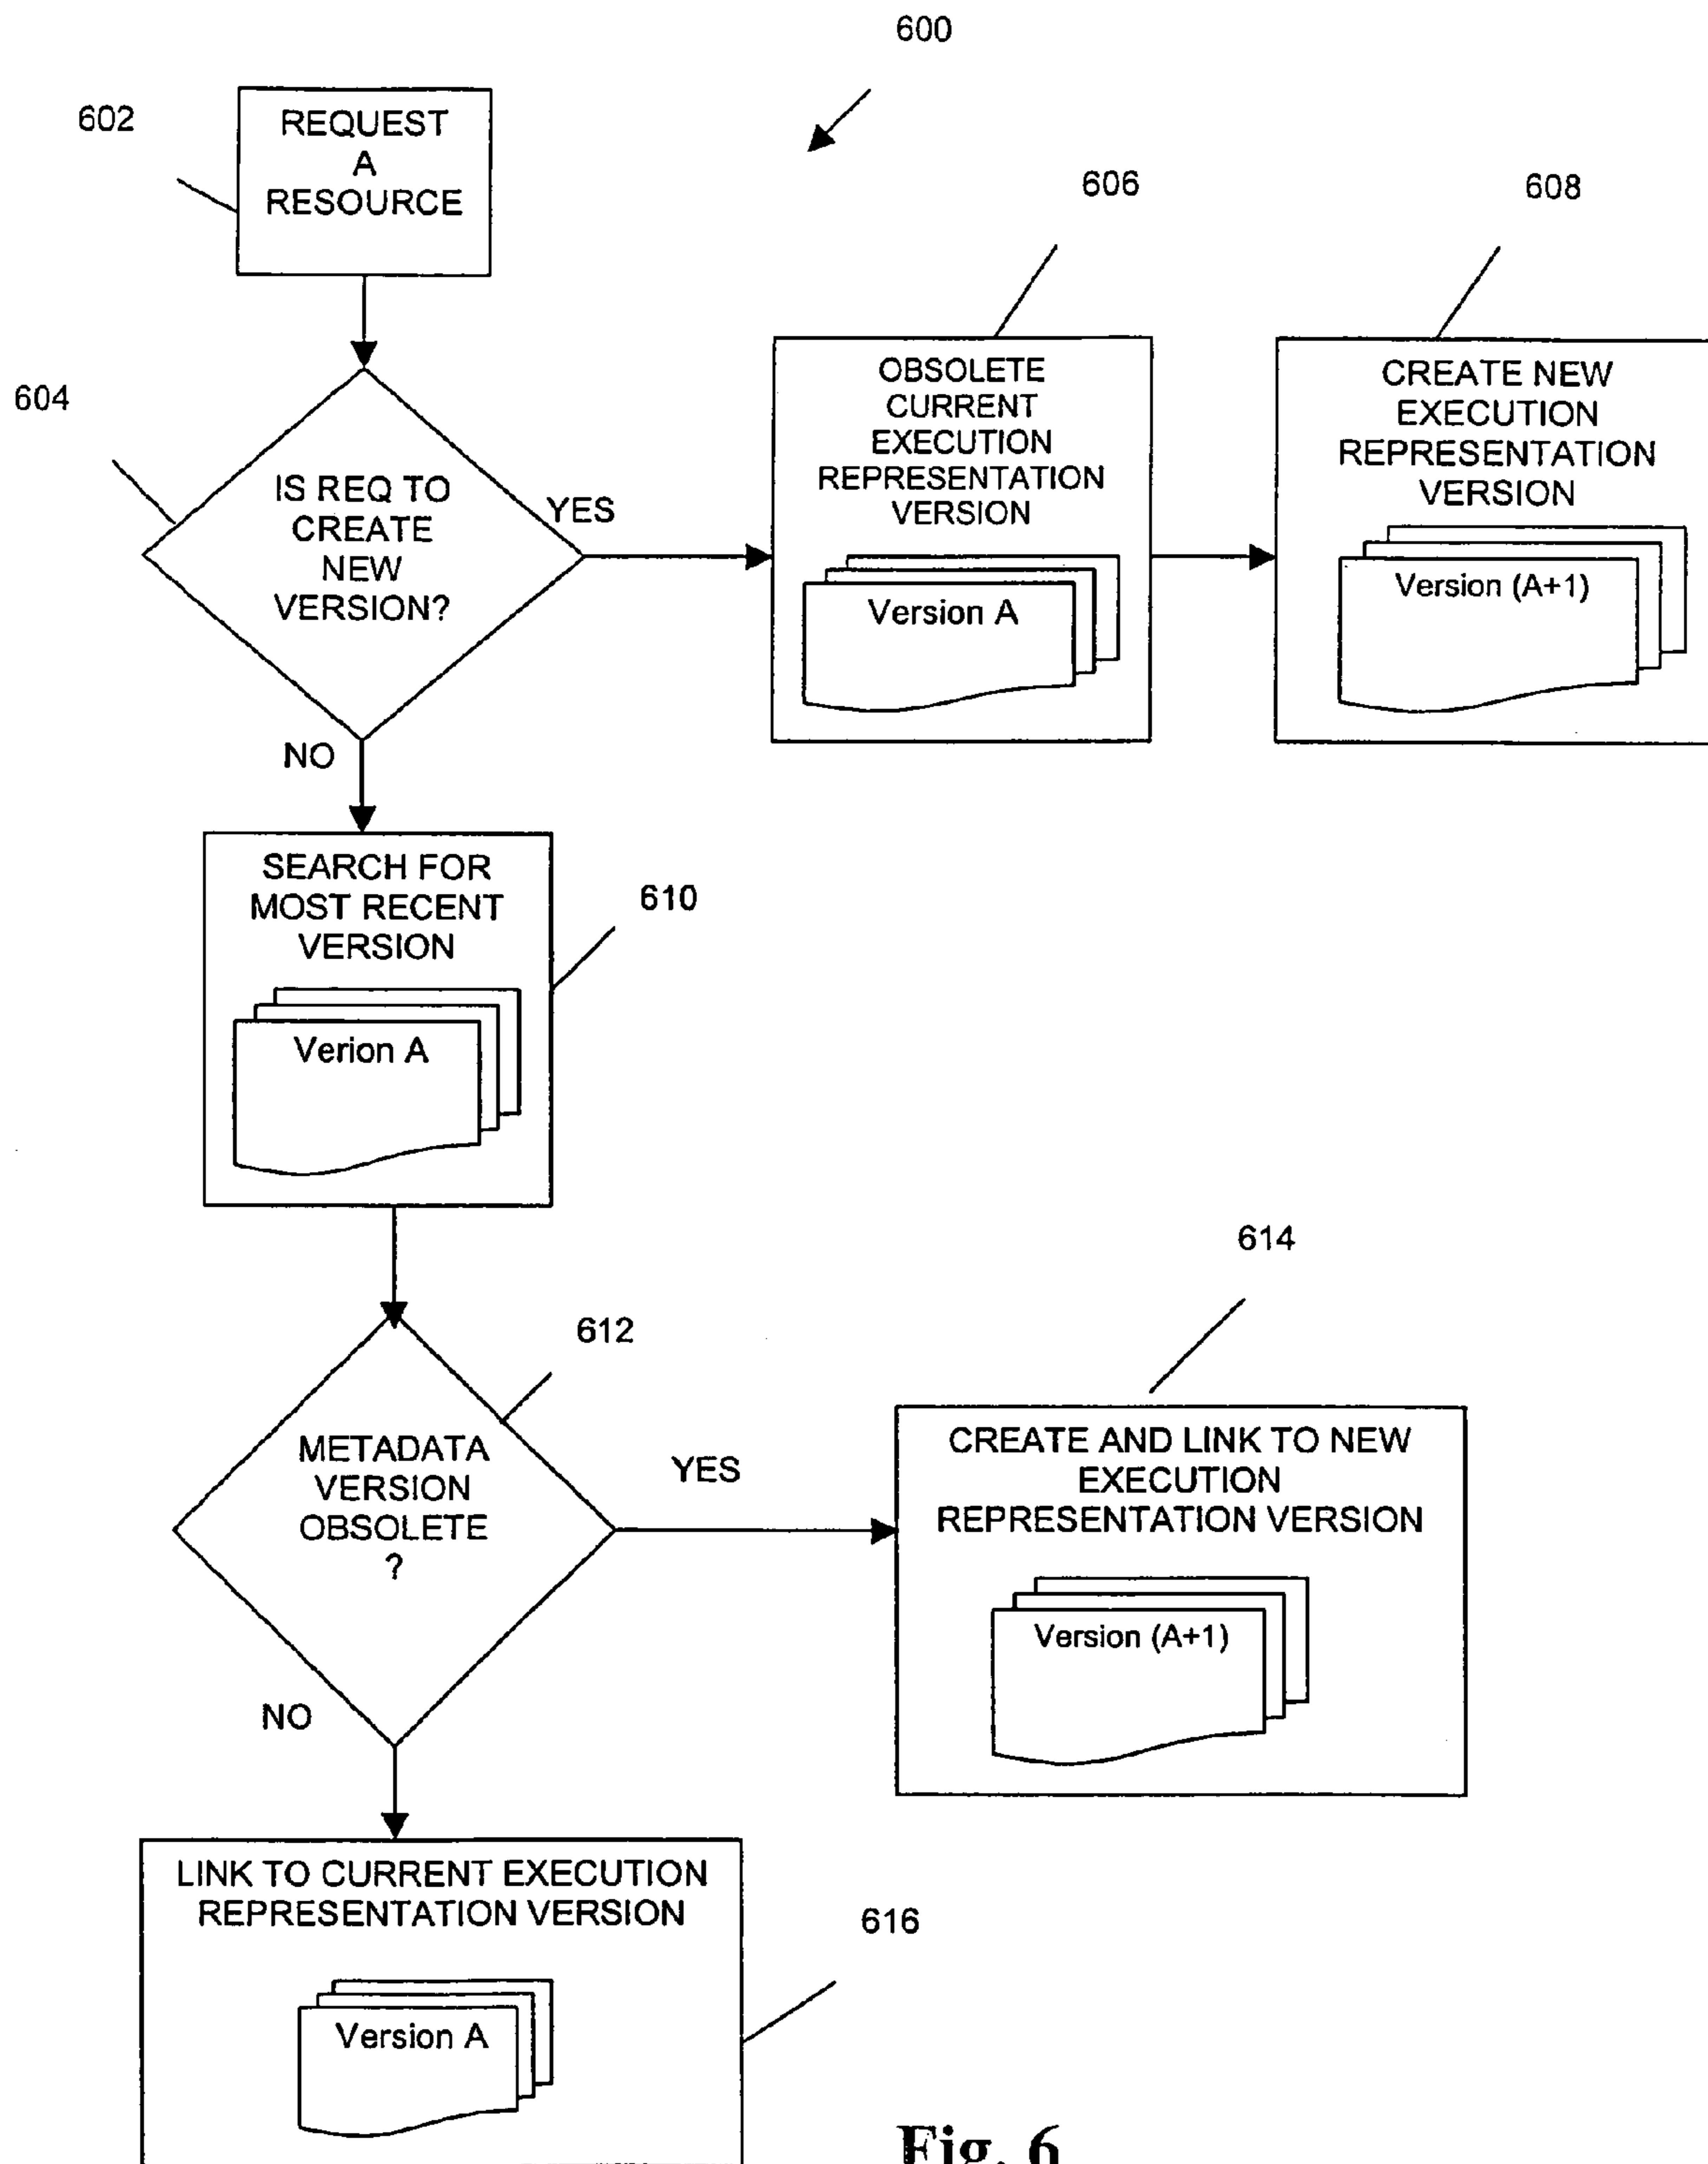 600
602
REQUEST
A
RESOURCE
606
608
604
IS REQ TO
CREATE
NEW
VERSION?
YES
OBSOLETE
CURRENT
EXECUTION
REPRESENTATION
VERSION
Version A
CREATE NEW
EXECUTION
REPRESENTATION
VERSION
Version (A+1)
NO
SEARCH FOR
MOST RECENT
VERSION
Verion A
610
612
METADATA
VERSION
OBSOLETE
?
YES
614
CREATE AND LINK TO NEW
EXECUTION
REPRESENTATION VERSION
Version (A+1)
NO
LINK TO CURRENT EXECUTION
REPRESENTATION VERSION
Version A
616
Fig. 6